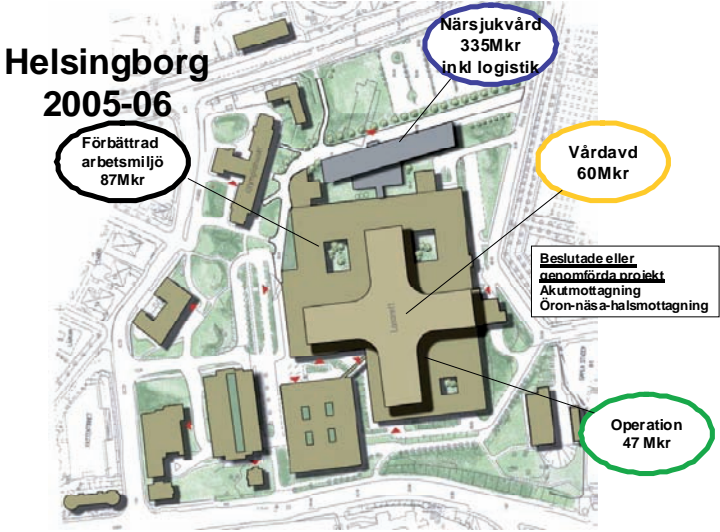 Helsingborg
2005-06
Närsjukvård
335Mkr
inkl logistik
Förbättrad
arbetsmiljö
87Mkr
Vårdavd
60Mkr
Beslutade eller
genomförda projekt
Akutmottagning
Öron-näsa-halsmottagning
Operation
47 Mkr